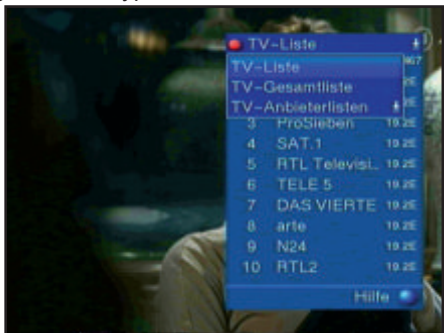 TV-Liste
TV-Liste
TV-Gesamtliste
TV-Anbieterlisten
3 ProSieben 19.2E
4 SAT.1 19.2E
5 RTL Televisi.. 19.2E
6 TELE 5 19.2E
7 DAS VIERTE 19.2E
8 arte 19.2E
9 N24 19.2E
10 RTL2 19.2E
Hilfe